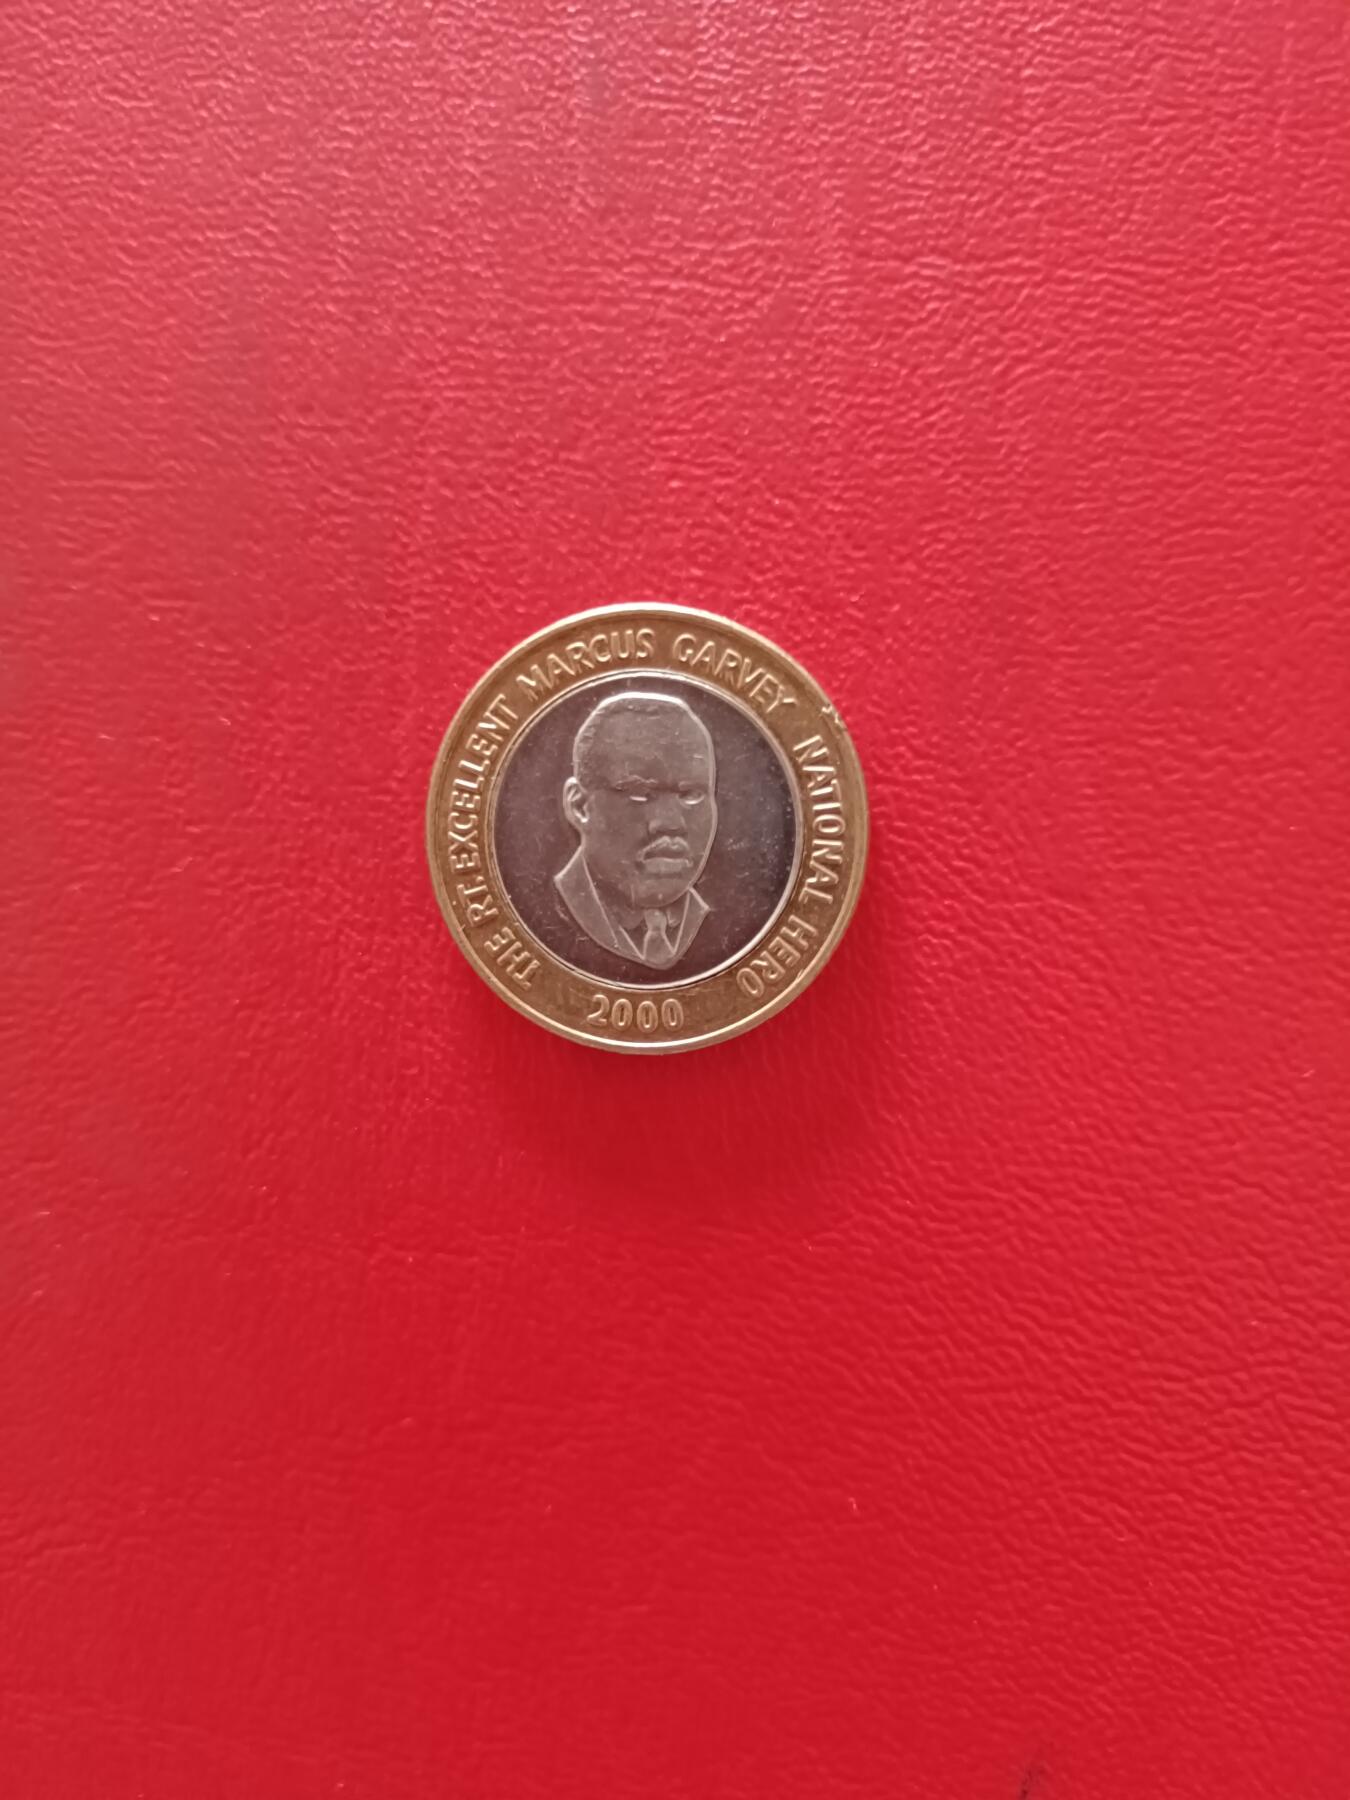 THE RT. EXCELLENT MARCUS GARVEY NATIONAL HERO
2000